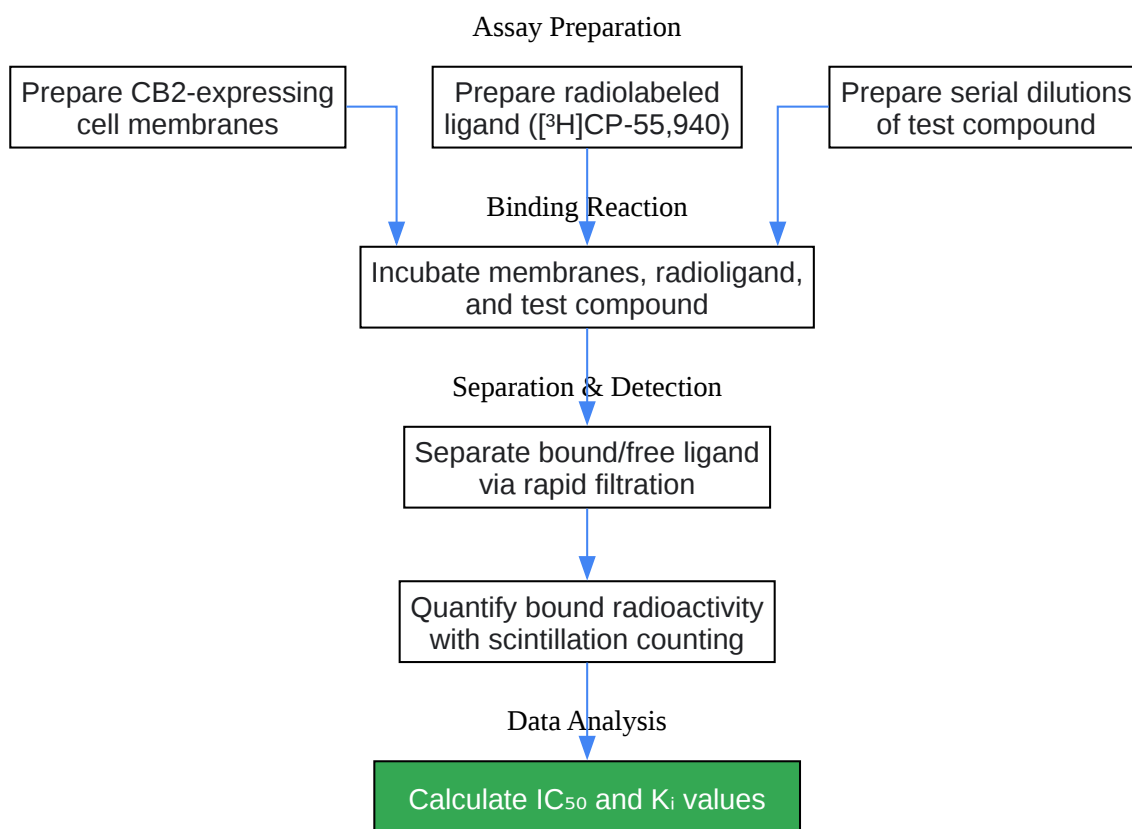 Assay Preparation
Prepare CB2-expressing
cell membranes
Prepare radiolabeled
ligand ([³H]CP-55,940)
Prepare serial dilutions
of test compound
Binding Reaction
Incubate membranes, radioligand,
and test compound
Separation & Detection
Separate bound/free ligand
via rapid filtration
Quantify bound radioactivity
with scintillation counting
Data Analysis
Calculate IC₅₀ and Kᵢ values